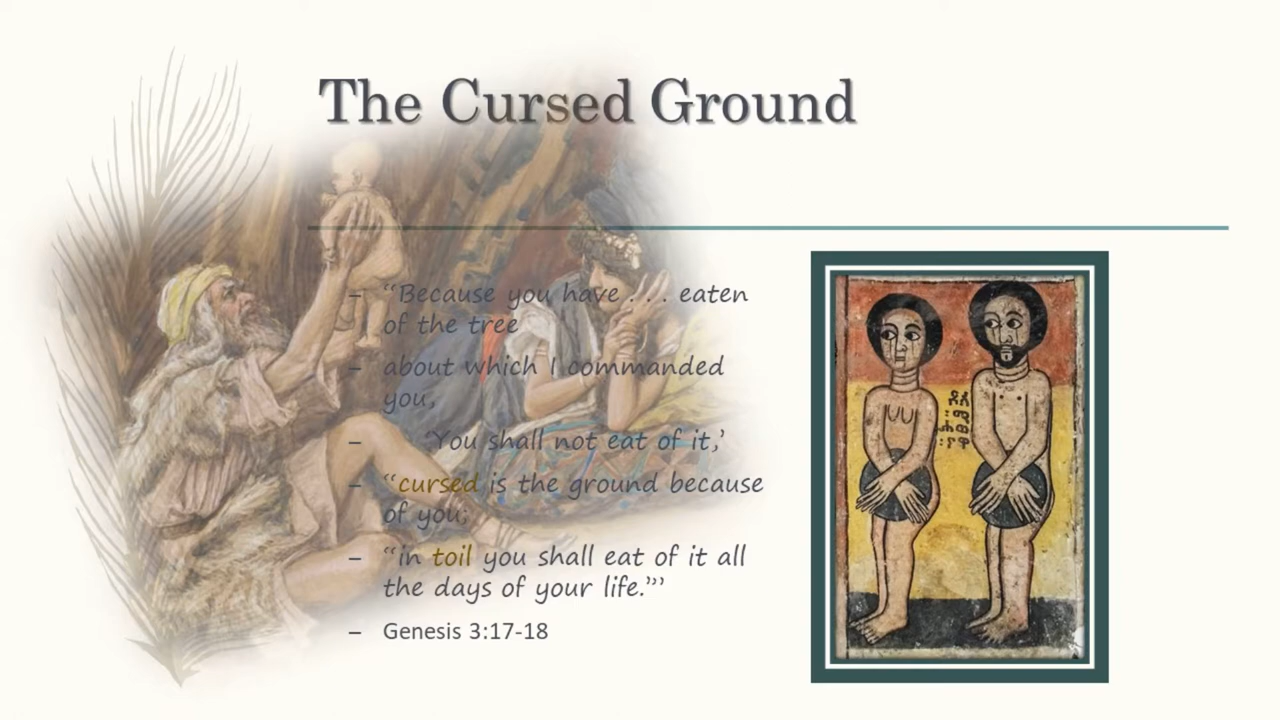 The Cursed Ground
– “Because you have . . . eaten
of the tree
– about which I commanded
you,
– ‘You shall not eat of it,’
– “cursed is the ground because
of you;
– “in toil you shall eat of it all
the days of your life.”’
– Genesis 3:17-18